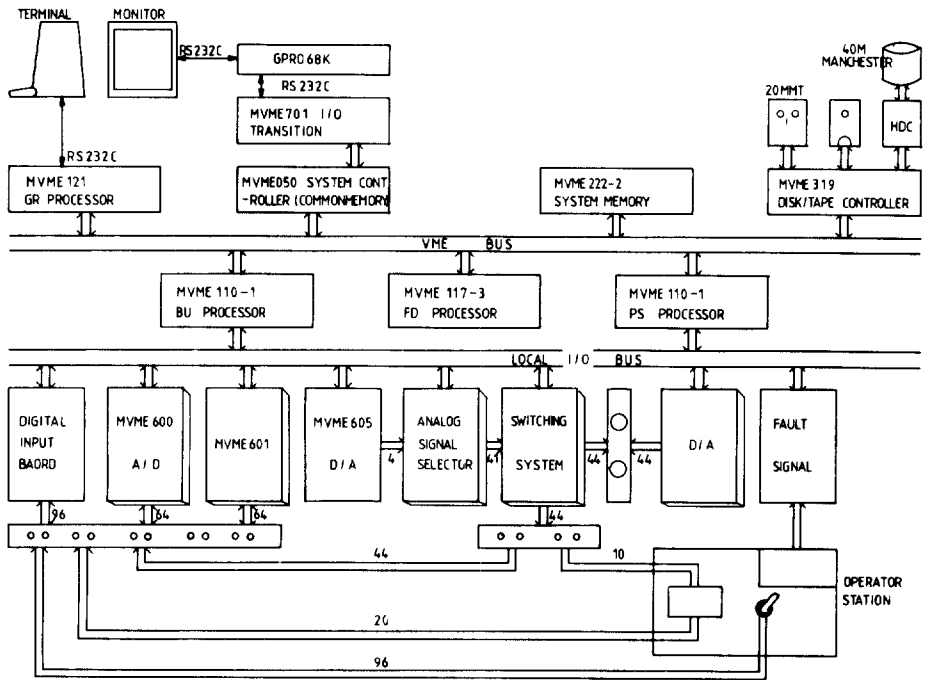 TERMINAL
MONITOR
RS232C
GPRO68K
RS232C
MVME701 I/O
TRANSITION
40M
MANCHESTER
20MMT
HDC
RS232C
MVME 121
GR PROCESSOR
MVME050 SYSTEM CONT
-ROLLER (COMMONMEMORY)
MVME 222-2
SYSTEM MEMORY
MVME 319
DISK/TAPE CONTROLLER
VME BUS
MVME 110-1
BU PROCESSOR
MVME 117-3
FD PROCESSOR
MVME 110-1
PS PROCESSOR
LOCAL I/O BUS
DIGITAL
INPUT
BAORD
MVME 600
A/D
MVME 601
MVME 605
D/A
ANALOG
SIGNAL
SELECTOR
SWITCHING
SYSTEM
D/A
FAULT
SIGNAL
4
41
44
44
96
64
64
44
44
10
OPERATOR
STATION
20
96